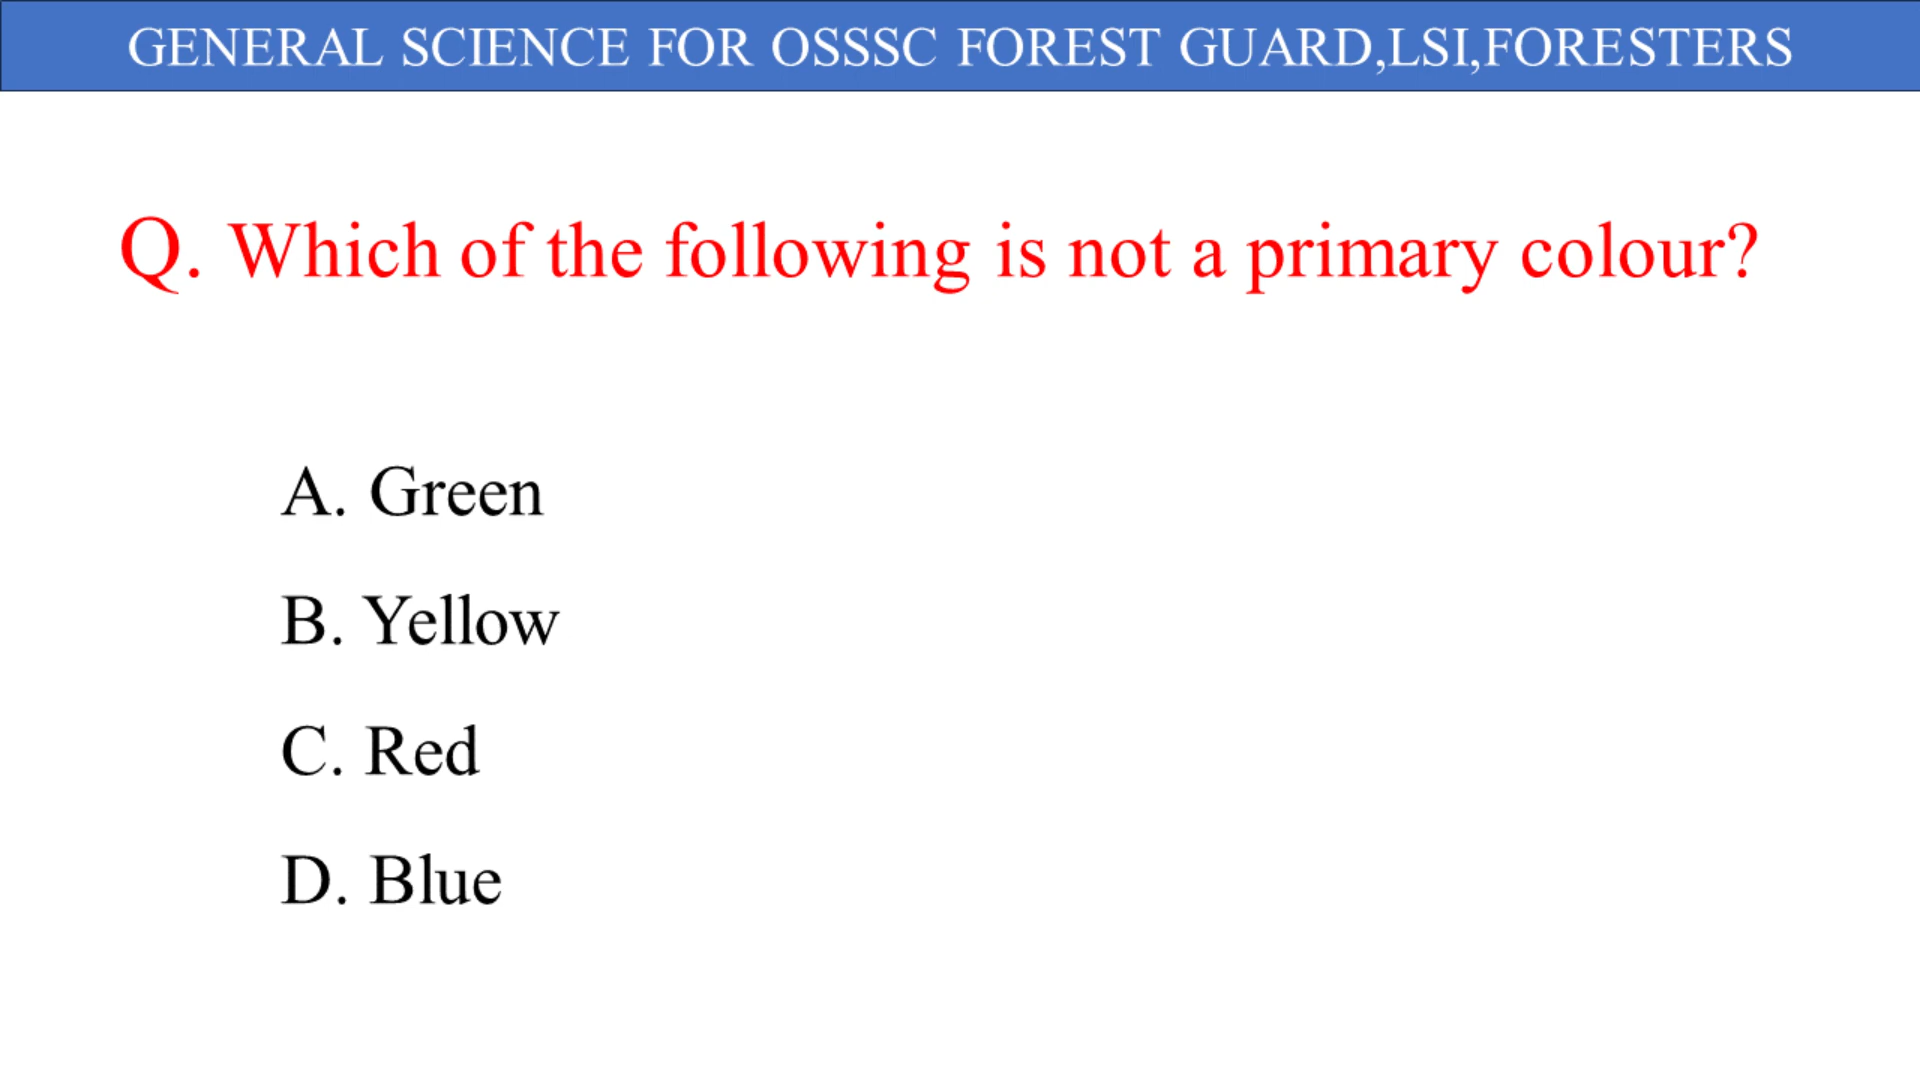 GENERAL SCIENCE FOR OSSSC FOREST GUARD,LSI,FORESTERS
Q. Which of the following is not a primary colour?
A. Green
B. Yellow
C. Red
D. Blue